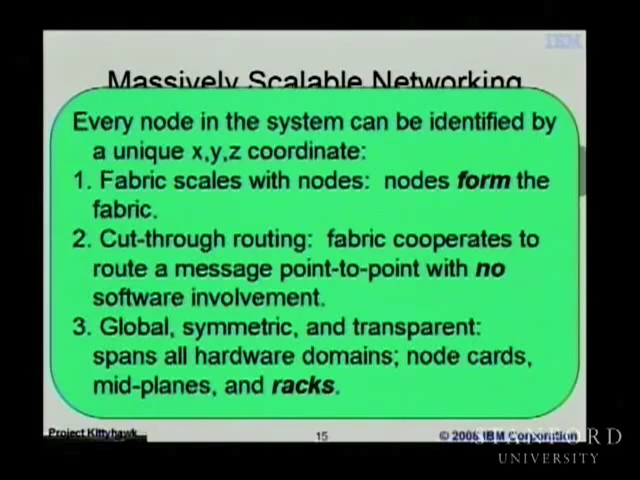 IBM
Massively Scalable Networking
Every node in the system can be identified by
a unique x,y,z coordinate:
1. Fabric scales with nodes: nodes form the
fabric.
2. Cut-through routing: fabric cooperates to
route a message point-to-point with no
software involvement.
3. Global, symmetric, and transparent:
spans all hardware domains; node cards,
mid-planes, and racks.
Project Kittyhawk
15
© 2008 IBM Corporation
STANFORD
UNIVERSITY